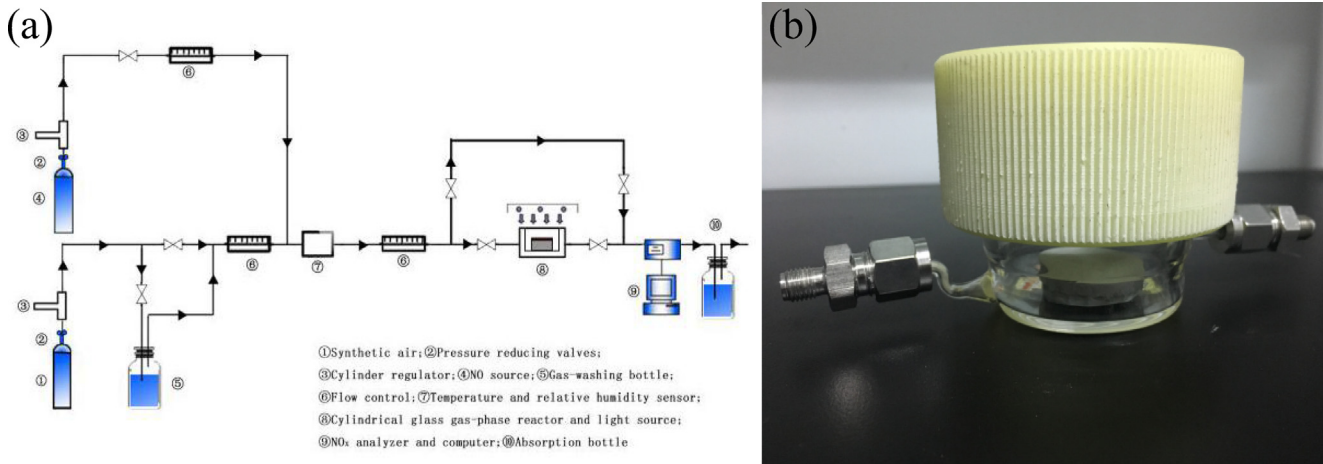 (a)
(b)
⑥
③
②
④
⑩
⑥
⑦
⑥
⑧
③
⑨
②
①
⑤
①Synthetic air;②Pressure reducing valves;
③Cylinder regulator;④NO source;⑤Gas-washing bottle;
⑥Flow control;⑦Temperature and relative humidity sensor;
⑧Cylindrical glass gas-phase reactor and light source;
⑨NOx analyzer and computer;⑩Absorption bottle